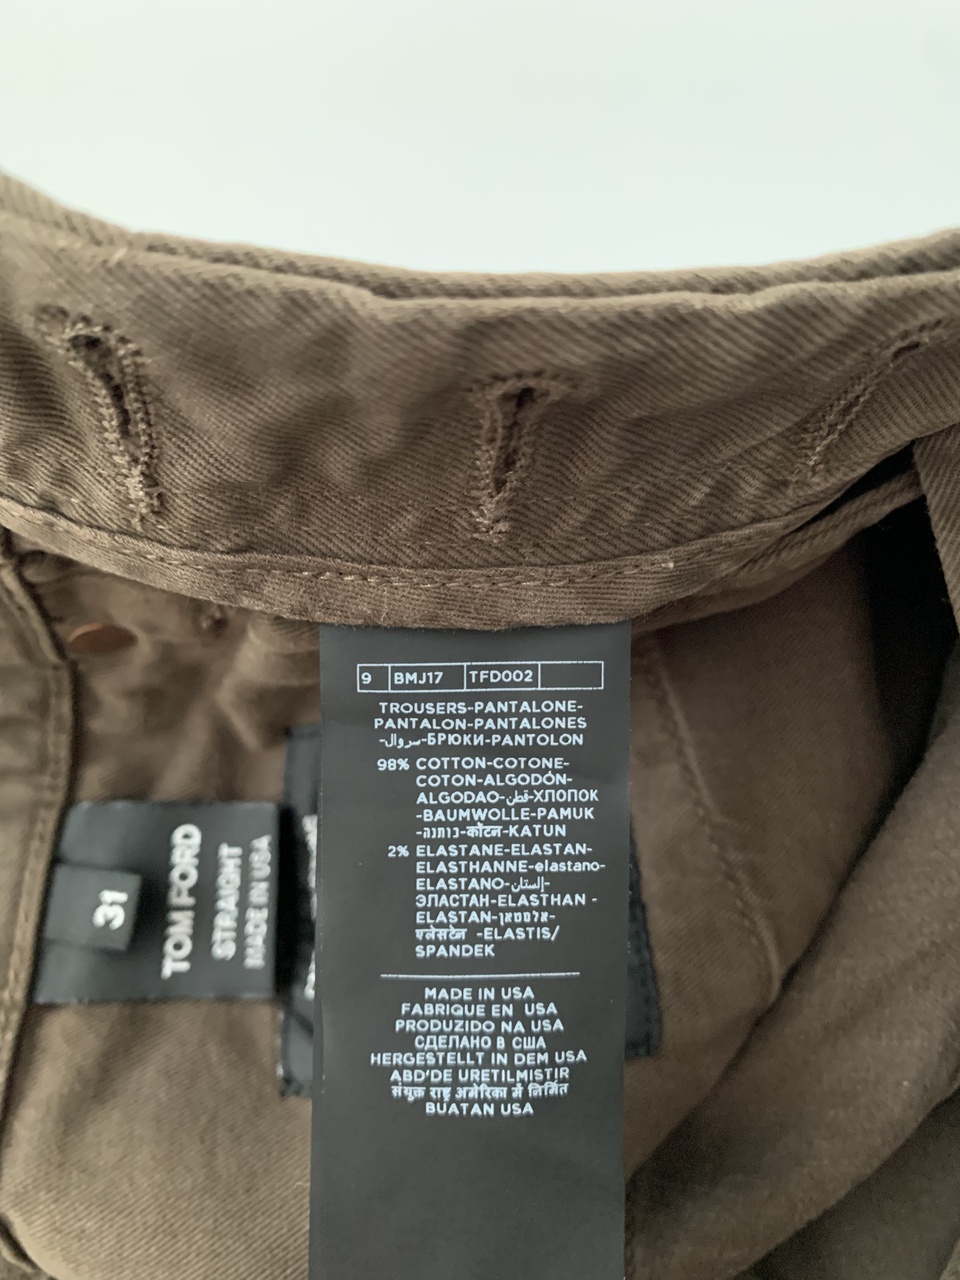 9 BMJ17 TFD002
TROUSERS-PANTALONE-
PANTALON-PANTALONES
-سروال-БРЮКИ-PANTOLON
98% COTTON-COTONE-
COTON-ALGODÓN-
ALGODAO-قطن-ХЛОПОК
-BAUMWOLLE-PAMUK
-כותנה-कॉटन-KATUN
2% ELASTANE-ELASTAN-
ELASTHANNE-elastano-
ELASTANO-إلستان-
ЭЛАСТАН-ELASTHAN -
ELASTAN-אלסטאן-
एलेसटेन -ELASTIS/
SPANDEK
MADE IN USA
FABRIQUE EN USA
PRODUZIDO NA USA
СДЕЛАНО В США
HERGESTELLT IN DEM USA
ABD'DE URETILMISTIR
संयुक्त राष्ट्र अमेरिका में निर्मित
BUATAN USA
TOM FORD
STRAIGHT
MADE IN USA
31